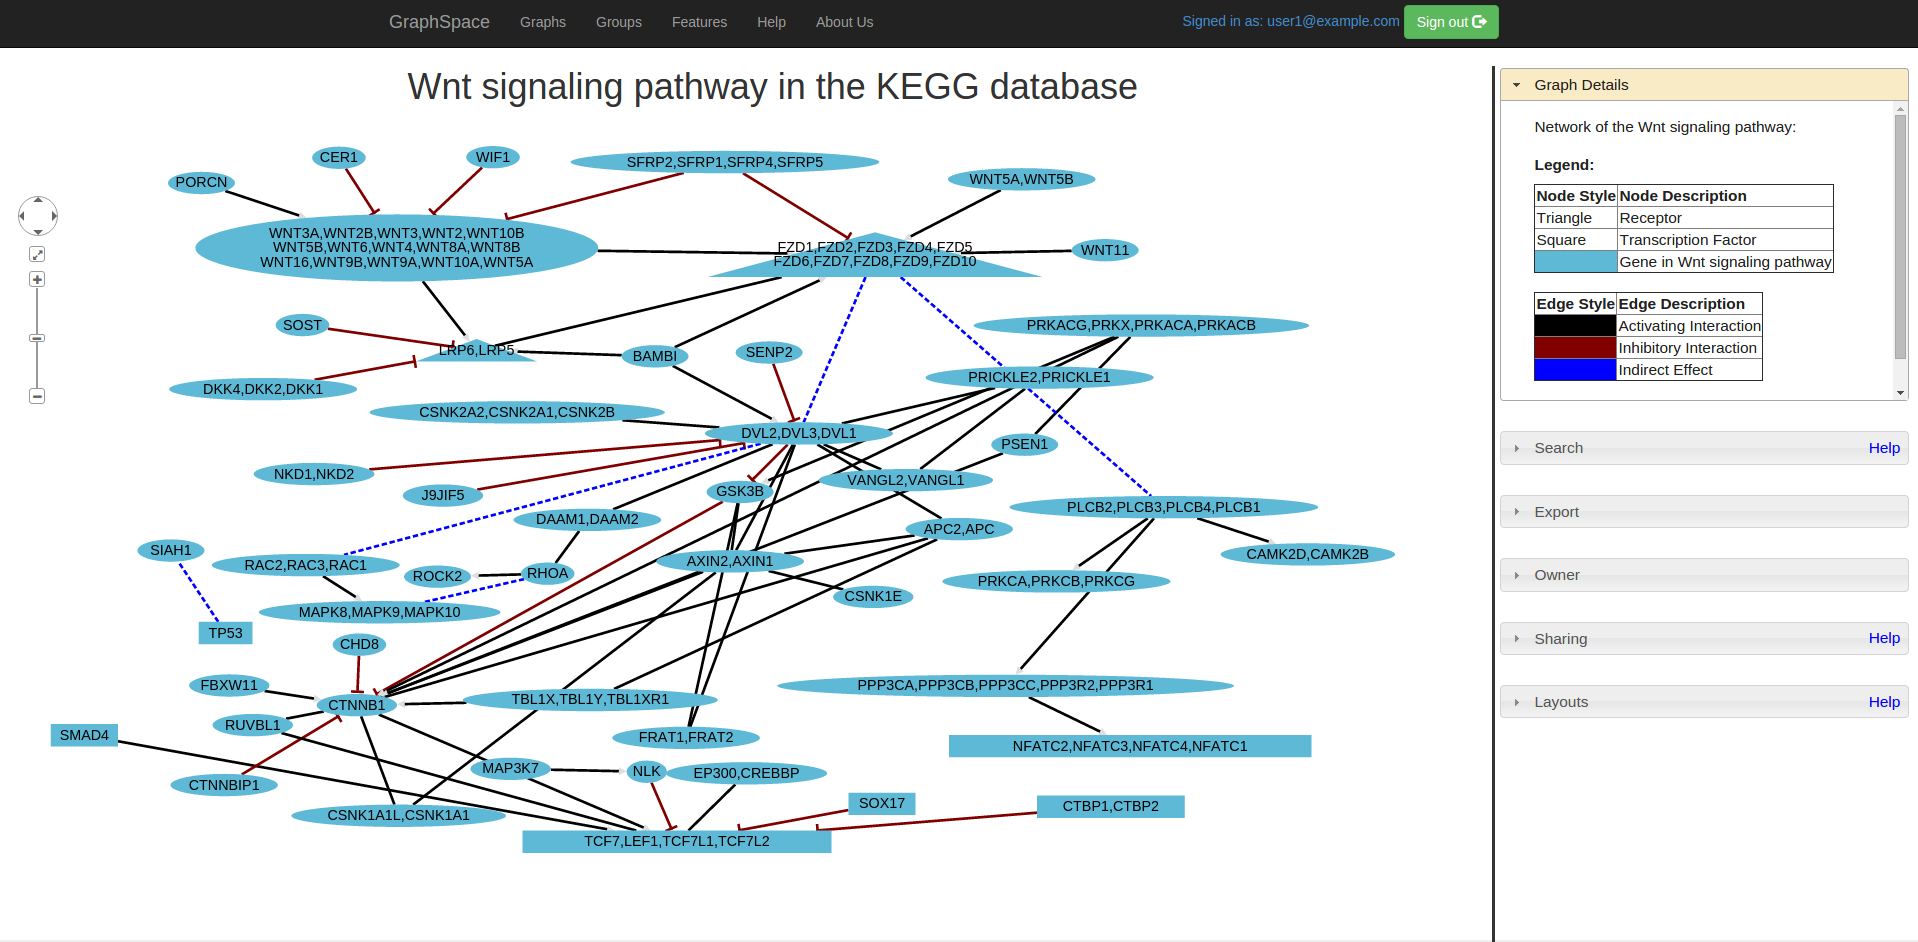 GraphSpace Graphs Groups Features Help About Us Signed in as: user1@example.com Sign out
Wnt signaling pathway in the KEGG database
CER1
WIF1
SFRP2,SFRP1,SFRP4,SFRP5
PORCN
WNT5A,WNT5B
WNT3A,WNT2B,WNT3,WNT2,WNT10B
WNT5B,WNT6,WNT4,WNT8A,WNT8B
WNT16,WNT9B,WNT9A,WNT10A,WNT5A
FZD1,FZD2,FZD3,FZD4,FZD5
FZD6,FZD7,FZD8,FZD9,FZD10
WNT11
SOST
PRKACG,PRKX,PRKACA,PRKACB
LRP6,LRP5
BAMBI
SENP2
DKK4,DKK2,DKK1
PRICKLE2,PRICKLE1
CSNK2A2,CSNK2A1,CSNK2B
DVL2,DVL3,DVL1
PSEN1
NKD1,NKD2
VANGL2,VANGL1
J9JIF5
GSK3B
PLCB2,PLCB3,PLCB4,PLCB1
DAAM1,DAAM2
APC2,APC
SIAH1
CAMK2D,CAMK2B
RAC2,RAC3,RAC1
AXIN2,AXIN1
ROCK2
RHOA
PRKCA,PRKCB,PRKCG
CSNK1E
MAPK8,MAPK9,MAPK10
TP53
CHD8
FBXW11
PPP3CA,PPP3CB,PPP3CC,PPP3R2,PPP3R1
CTNNB1
TBL1X,TBL1Y,TBL1XR1
RUVBL1
SMAD4
FRAT1,FRAT2
NFATC2,NFATC3,NFATC4,NFATC1
MAP3K7
NLK
EP300,CREBBP
CTNNBIP1
SOX17
CTBP1,CTBP2
CSNK1A1L,CSNK1A1
TCF7,LEF1,TCF7L1,TCF7L2
Graph Details
Network of the Wnt signaling pathway:
Legend:
Node Style Node Description
Triangle Receptor
Square Transcription Factor
Gene in Wnt signaling pathway
Edge Style Edge Description
Activating Interaction
Inhibitory Interaction
Indirect Effect
Search Help
Export
Owner
Sharing Help
Layouts Help